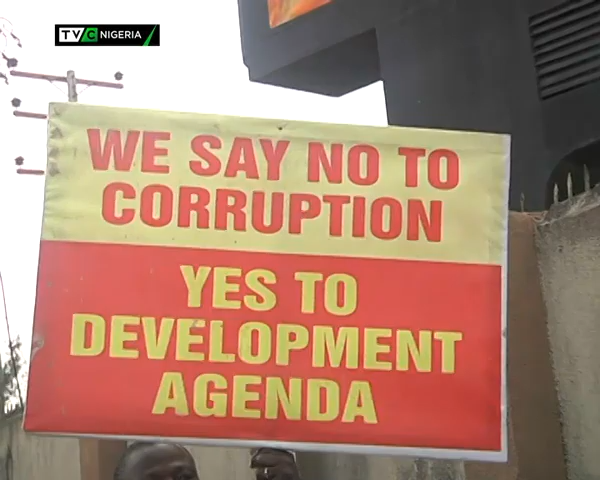 TVC NIGERIA
WE SAY NO TO
CORRUPTION
YES TO
DEVELOPMENT
AGENDA